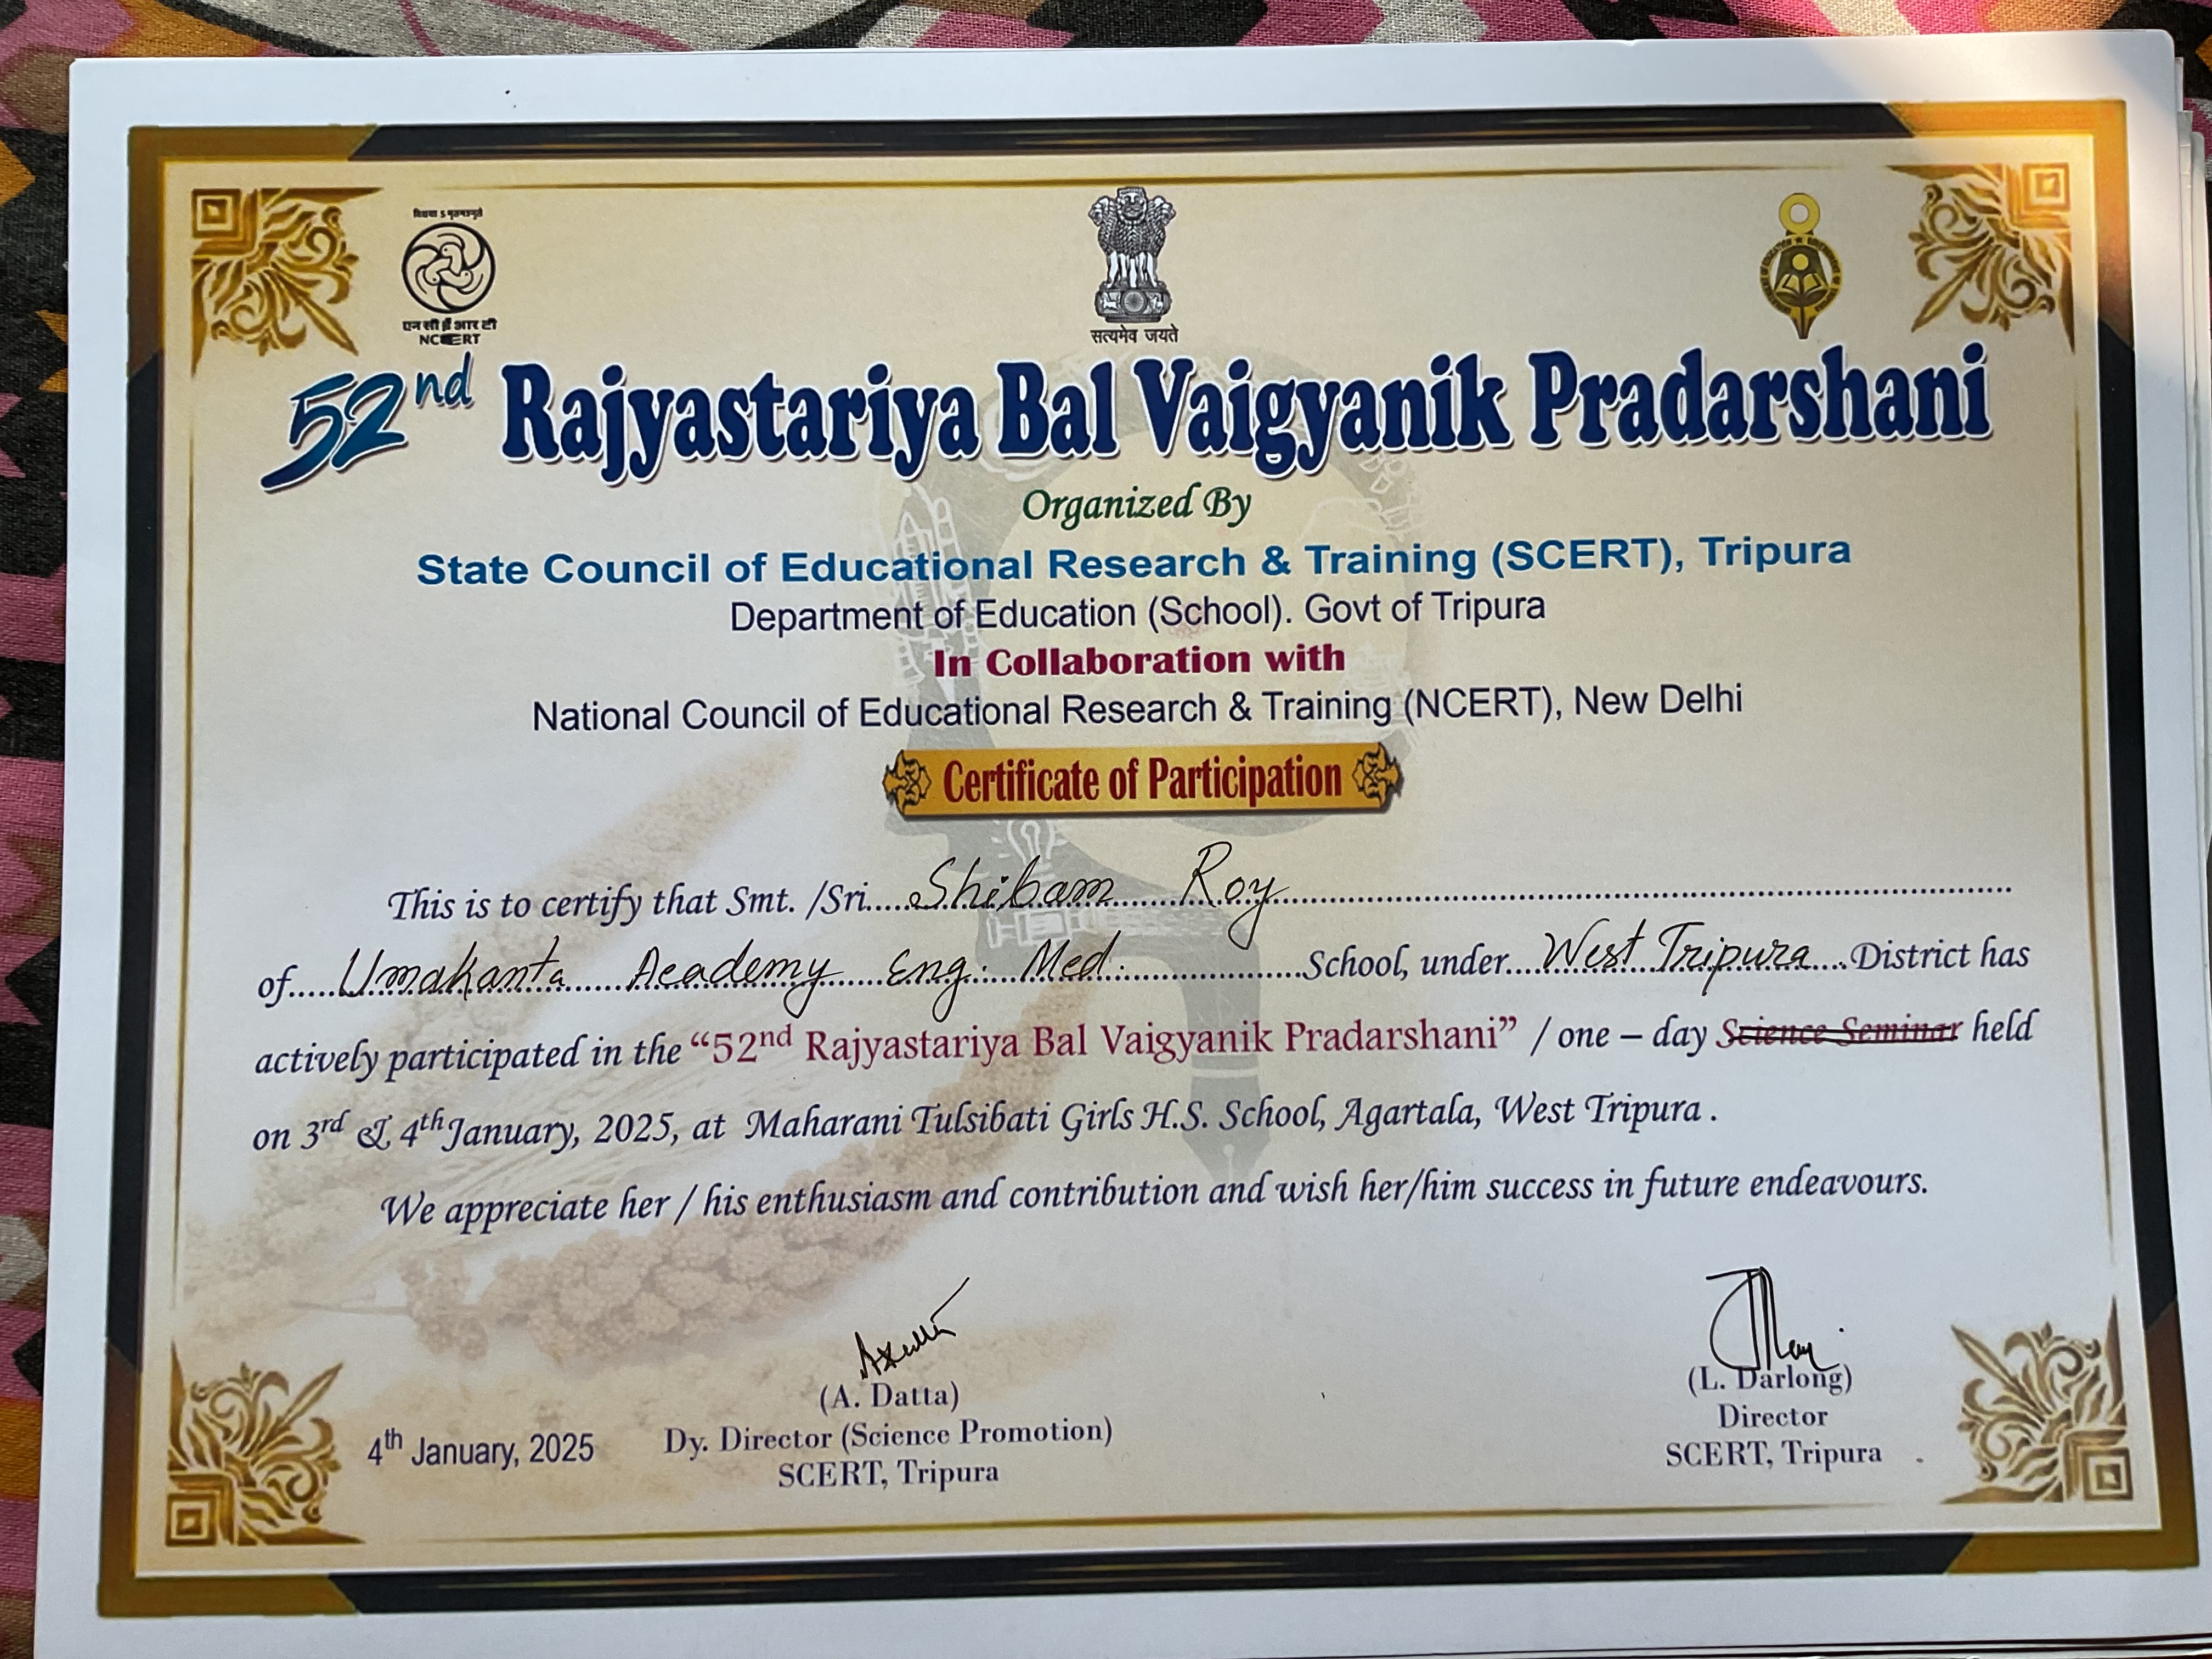 विद्यया ऽ मृतमश्नुते
एन सी ई आर टी
NCERT
सत्यमेव जयते
52nd Rajyastariya Bal Vaigyanik Pradarshani
Organized By
State Council of Educational Research & Training (SCERT), Tripura
Department of Education (School). Govt of Tripura
In Collaboration with
National Council of Educational Research & Training (NCERT), New Delhi
Certificate of Participation
This is to certify that Smt. /Sri.....Shibam Roy.....
of.....Umakanta Academy Eng. Med......School, under....West Tripura....District has
actively participated in the “52nd Rajyastariya Bal Vaigyanik Pradarshani” / one – day Science Seminar held
on 3rd & 4th January, 2025, at Maharani Tulsibati Girls H.S. School, Agartala, West Tripura .
We appreciate her / his enthusiasm and contribution and wish her/him success in future endeavours.
4th January, 2025
(A. Datta)
Dy. Director (Science Promotion)
SCERT, Tripura
(L. Darlong)
Director
SCERT, Tripura